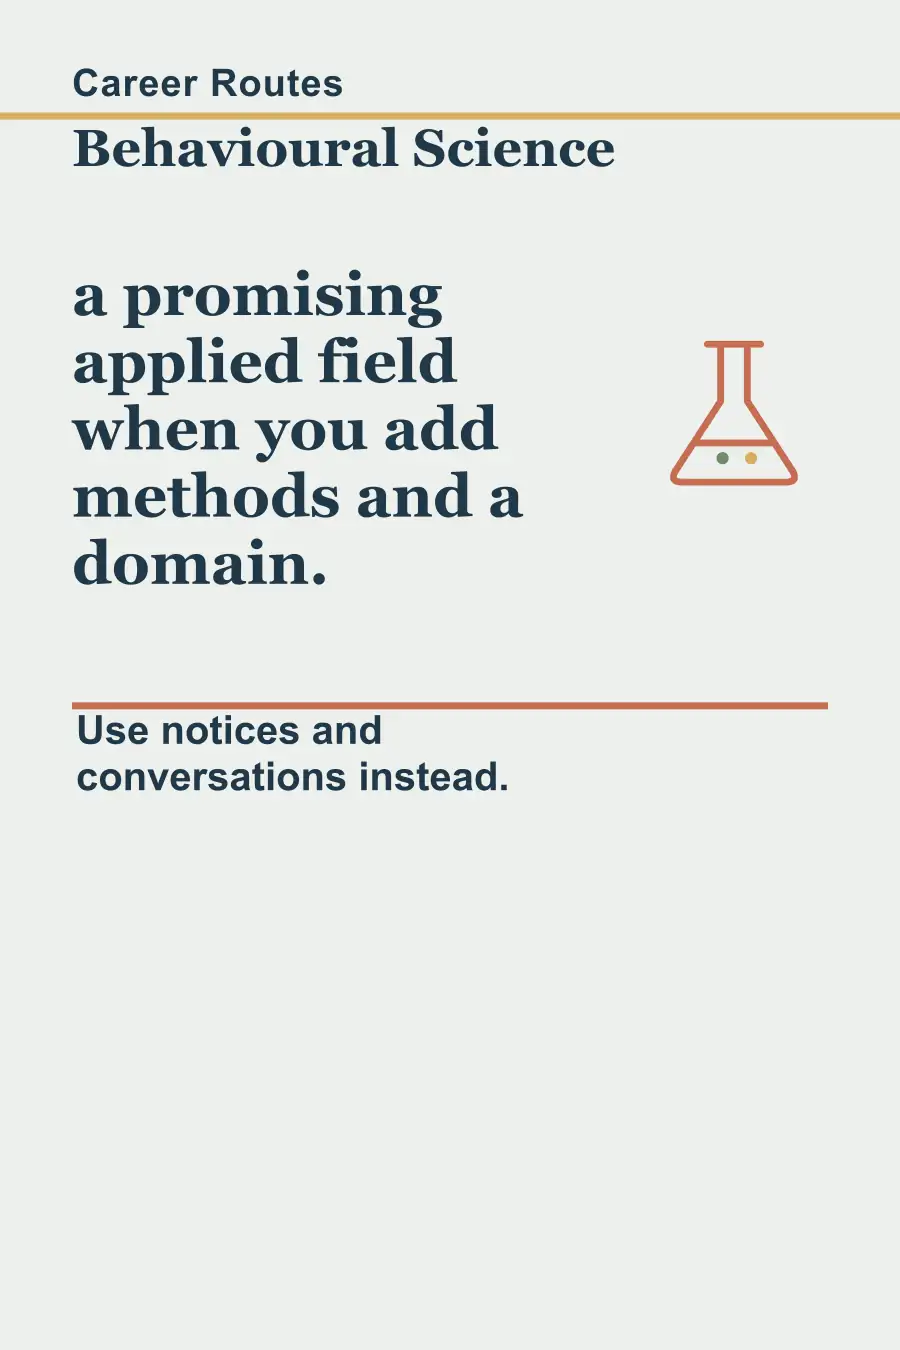 Career Routes
Behavioural Science
a promising
applied field
when you add
methods and a
domain.
Use notices and
conversations instead.